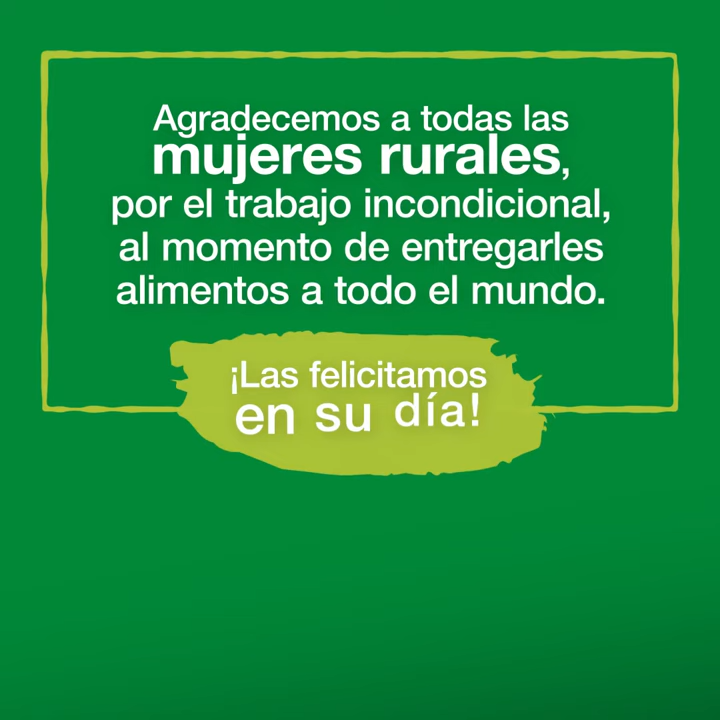 Agradecemos a todas las
mujeres rurales,
por el trabajo incondicional,
al momento de entregarles
alimentos a todo el mundo.
¡Las felicitamos
en su día!